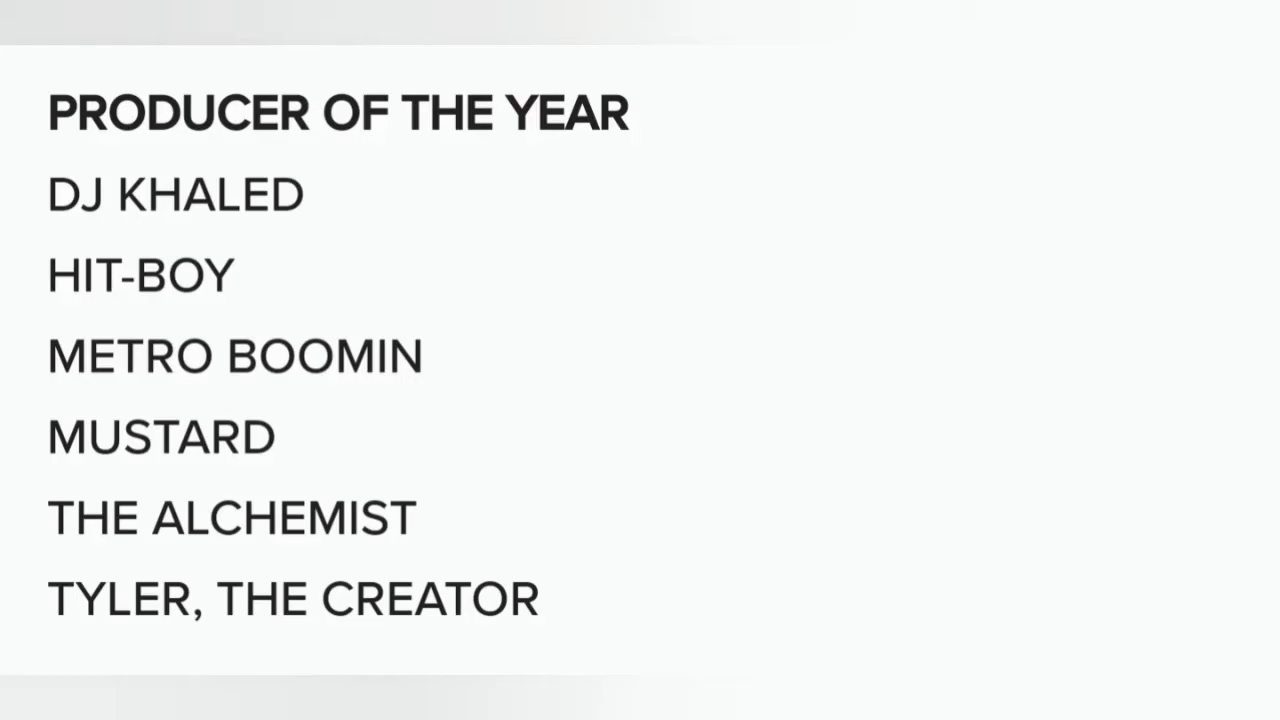 PRODUCER OF THE YEAR
DJ KHALED
HIT-BOY
METRO BOOMIN
MUSTARD
THE ALCHEMIST
TYLER, THE CREATOR